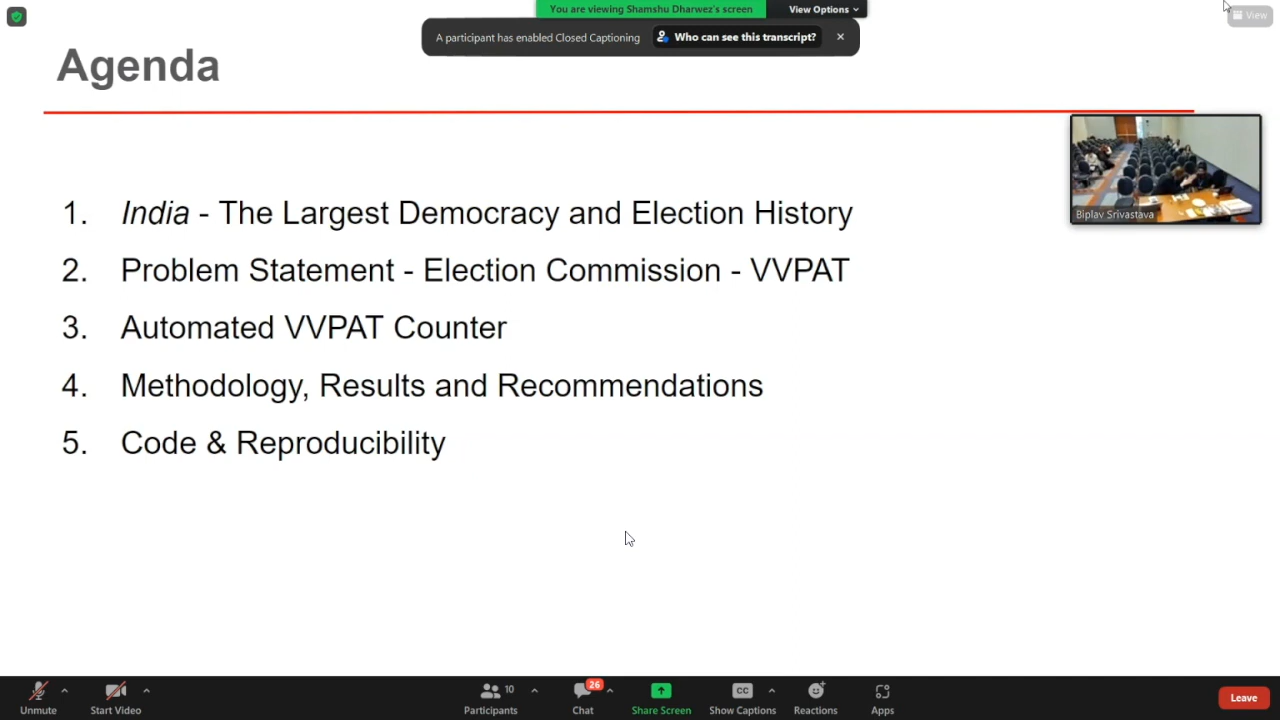 You are viewing Shamshu Dharwez's screen
View Options
View
A participant has enabled Closed Captioning
Who can see this transcript?
Agenda
Biplav Srivastava
1. India - The Largest Democracy and Election History
2. Problem Statement - Election Commission - VVPAT
3. Automated VVPAT Counter
4. Methodology, Results and Recommendations
5. Code & Reproducibility
10
26
CC
Unmute
Start Video
Participants
Chat
Share Screen
Show Captions
Reactions
Apps
Leave